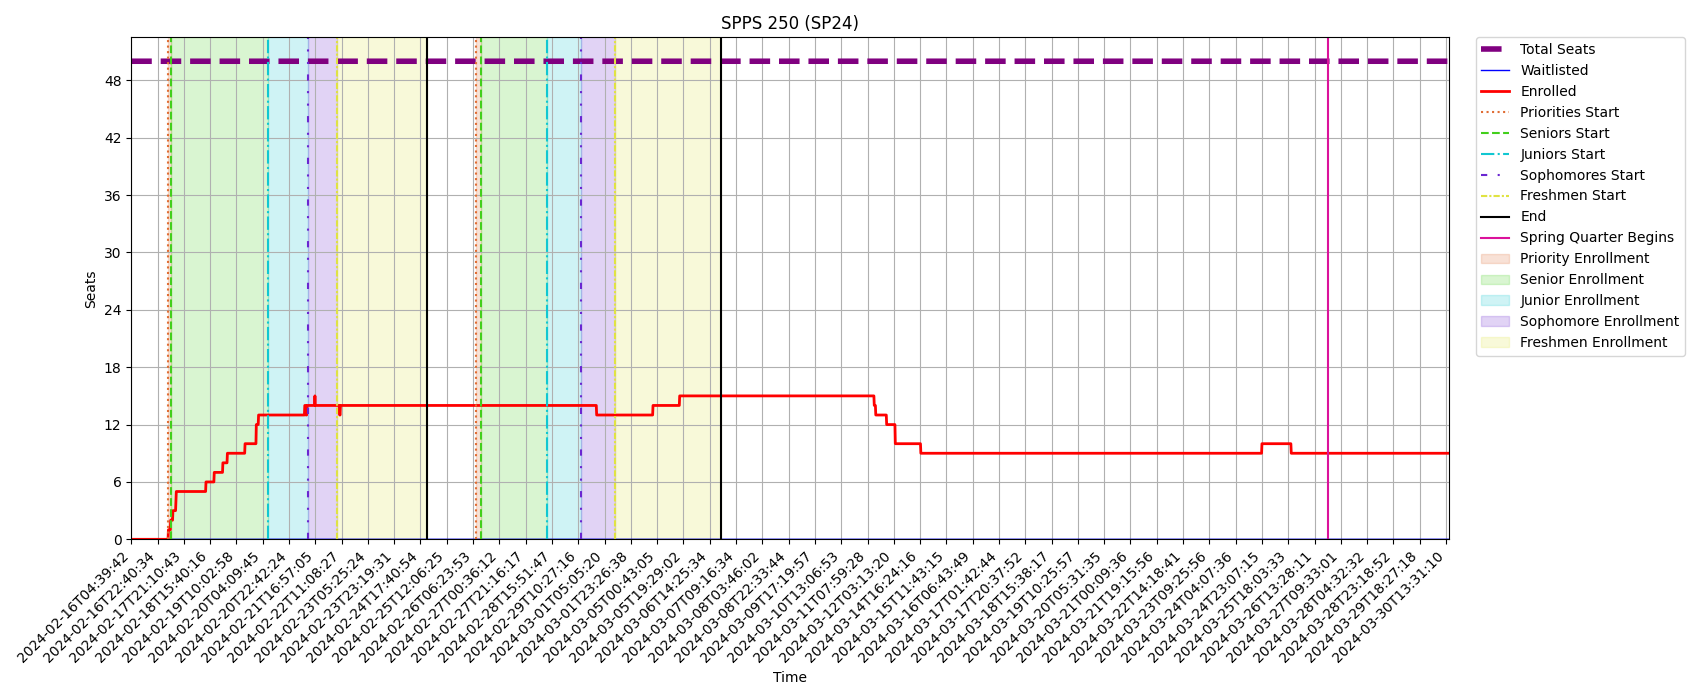 SPPS 250 (SP24)
Seats
48
42
36
30
24
18
12
6
0
2024-02-16T04:39:42
2024-02-16T22:40:34
2024-02-17T21:10:43
2024-02-18T15:40:16
2024-02-19T10:02:58
2024-02-20T04:09:45
2024-02-20T22:42:24
2024-02-21T16:57:05
2024-02-22T11:08:27
2024-02-23T05:25:24
2024-02-23T23:19:31
2024-02-24T17:40:54
2024-02-25T12:06:25
2024-02-26T06:23:53
2024-02-27T00:36:12
2024-02-27T21:16:17
2024-02-28T15:51:47
2024-02-29T10:27:16
2024-03-01T05:05:20
2024-03-01T23:26:38
2024-03-05T00:43:05
2024-03-05T19:29:02
2024-03-06T14:25:34
2024-03-07T09:16:34
2024-03-08T03:46:02
2024-03-08T22:33:44
2024-03-09T17:19:57
2024-03-10T13:06:53
2024-03-11T07:59:28
2024-03-12T03:13:20
2024-03-14T16:24:16
2024-03-15T11:43:15
2024-03-16T06:43:49
2024-03-17T01:42:44
2024-03-17T20:37:52
2024-03-18T15:38:17
2024-03-19T10:25:57
2024-03-20T05:31:35
2024-03-21T00:09:36
2024-03-21T19:15:56
2024-03-22T14:18:41
2024-03-23T09:25:56
2024-03-24T04:07:36
2024-03-24T23:07:15
2024-03-25T18:03:33
2024-03-26T13:28:11
2024-03-27T09:33:01
2024-03-28T04:32:32
2024-03-28T23:18:52
2024-03-29T18:27:18
2024-03-30T13:31:10
Time
Total Seats
Waitlisted
Enrolled
Priorities Start
Seniors Start
Juniors Start
Sophomores Start
Freshmen Start
End
Spring Quarter Begins
Priority Enrollment
Senior Enrollment
Junior Enrollment
Sophomore Enrollment
Freshmen Enrollment